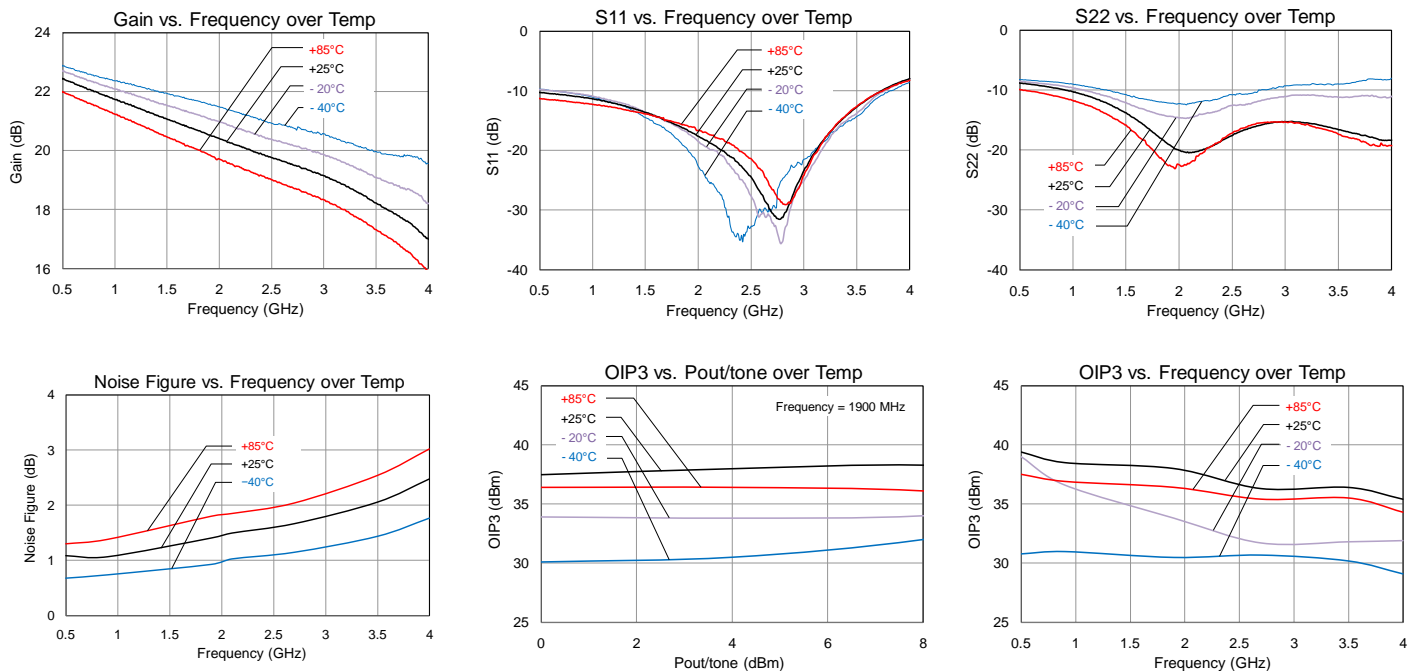 Gain vs. Frequency over Temp
24
22
20
18
16
Gain (dB)
+85°C
+25°C
- 20°C
- 40°C
0.5 1 1.5 2 2.5 3 3.5 4
Frequency (GHz)
S11 vs. Frequency over Temp
0
-10
-20
-30
-40
S11 (dB)
+85°C
+25°C
- 20°C
- 40°C
0.5 1 1.5 2 2.5 3 3.5 4
Frequency (GHz)
S22 vs. Frequency over Temp
0
-10
-20
-30
-40
S22 (dB)
+85°C
+25°C
- 20°C
- 40°C
0.5 1 1.5 2 2.5 3 3.5 4
Frequency (GHz)
Noise Figure vs. Frequency over Temp
4
3
2
1
0
Noise Figure (dB)
+85°C
+25°C
−40°C
0.5 1 1.5 2 2.5 3 3.5 4
Frequency (GHz)
OIP3 vs. Pout/tone over Temp
45
40
35
30
25
OIP3 (dBm)
+85°C
+25°C
- 20°C
- 40°C
Frequency = 1900 MHz
0 2 4 6 8
Pout/tone (dBm)
OIP3 vs. Frequency over Temp
45
40
35
30
25
OIP3 (dBm)
+85°C
+25°C
- 20°C
- 40°C
0.5 1 1.5 2 2.5 3 3.5 4
Frequency (GHz)